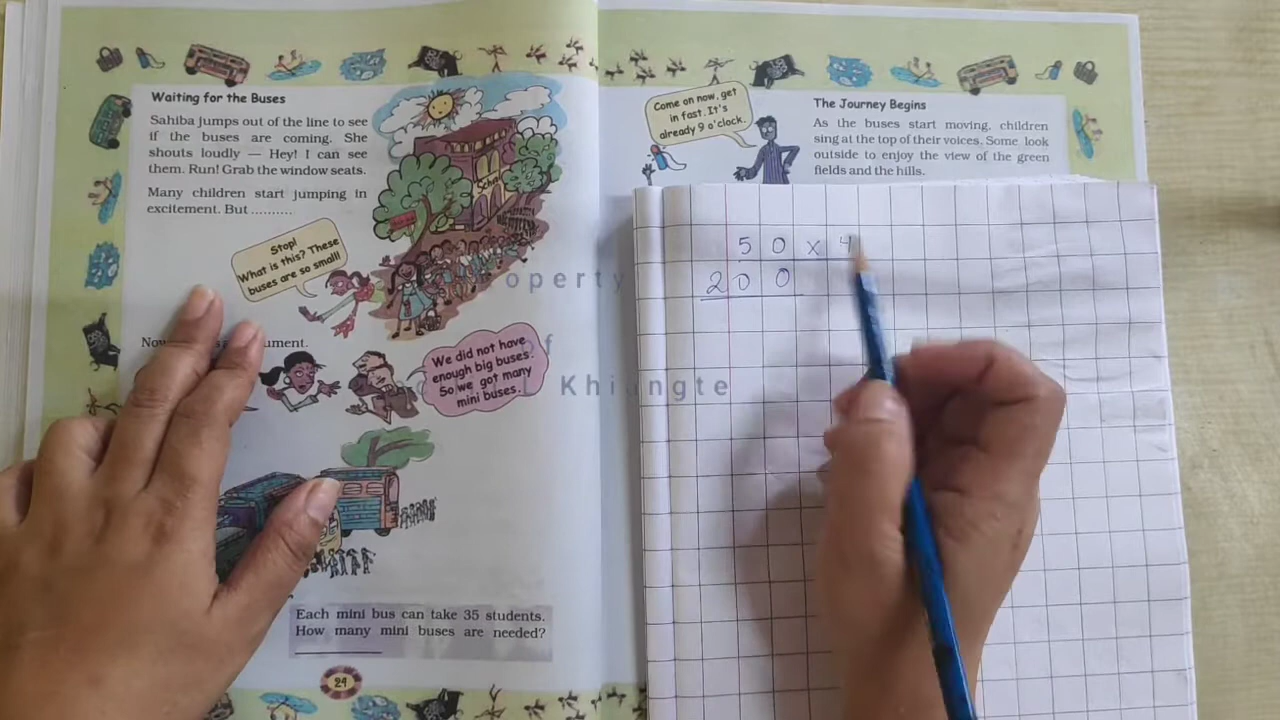 Waiting for the Buses
Sahiba jumps out of the line to see
if the buses are coming. She
shouts loudly — Hey! I can see
them. Run! Grab the window seats.
Many children start jumping in
excitement. But ..........
Stop!
What is this? These
buses are so small!
School
We did not have
enough big buses.
So we got many
mini buses.
Each mini bus can take 35 students.
How many mini buses are needed?
24
Come on now, get
in fast. It's
already 9 o'clock.
The Journey Begins
As the buses start moving, children
sing at the top of their voices. Some look
outside to enjoy the view of the green
fields and the hills.
50 x 4
200
of